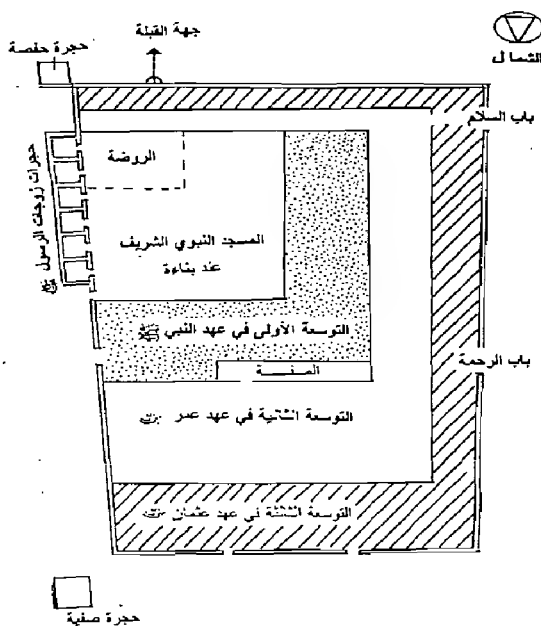 حجرة حفصة
جهة القبلة
الشمال
باب السلام
حجرات زوجات الرسول ﷺ
الروضة
المسجد النبوي الشريف
عند بناءة
التوسعة الأولى في عهد النبي ﷺ
باب الرحمة
الصفة
التوسعة الثانية في عهد عمر
التوسعة الثالثة في عهد عثمان
حجرة صفية